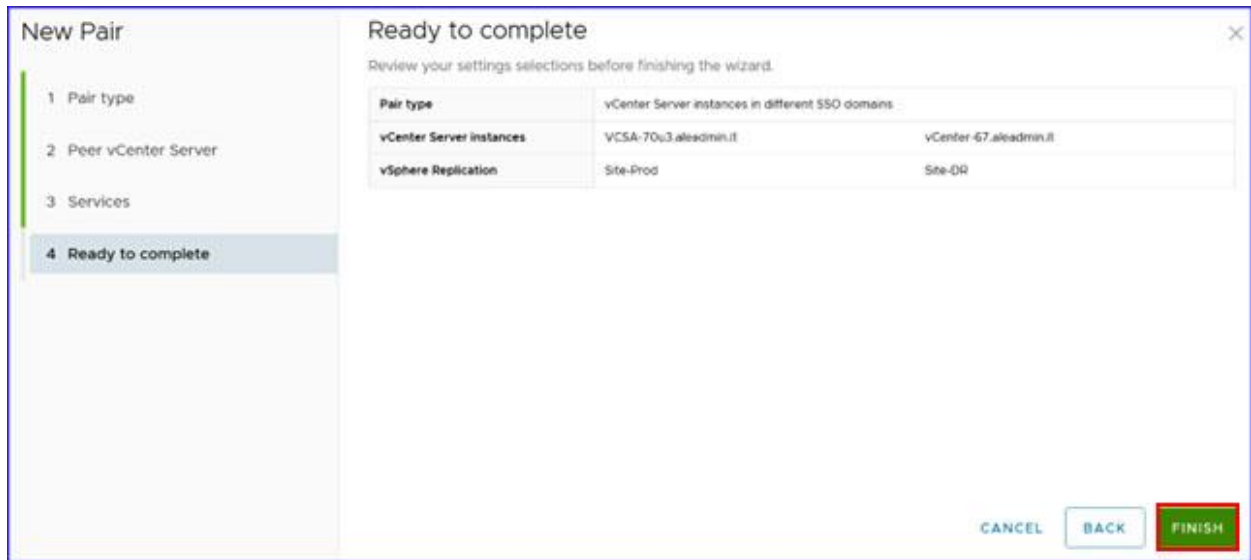 New Pair
1 Pair type
2 Peer vCenter Server
3 Services
4 Ready to complete
Ready to complete
Review your settings selections before finishing the wizard.
Pair type vCenter Server instances in different SSO domains
vCenter Server instances VCSA-70u3.aleadmin.it vCenter-67.aleadmin.it
vSphere Replication Site-Prod Site-DR
CANCEL BACK FINISH